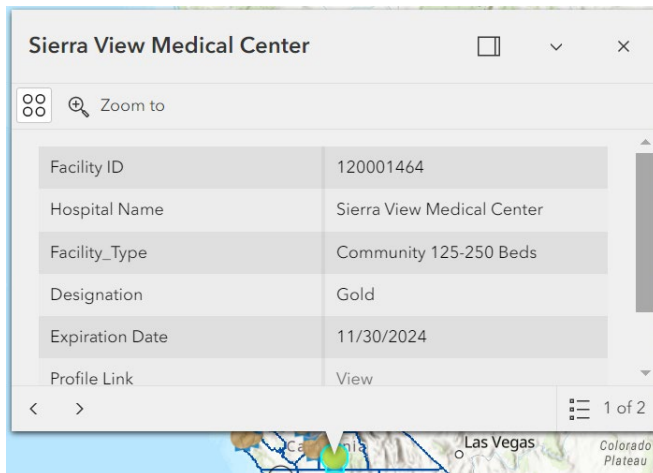 Sierra View Medical Center
Zoom to
Facility ID 120001464
Hospital Name Sierra View Medical Center
Facility_Type Community 125-250 Beds
Designation Gold
Expiration Date 11/30/2024
Profile Link View
1 of 2
Las Vegas
Colorado
Plateau